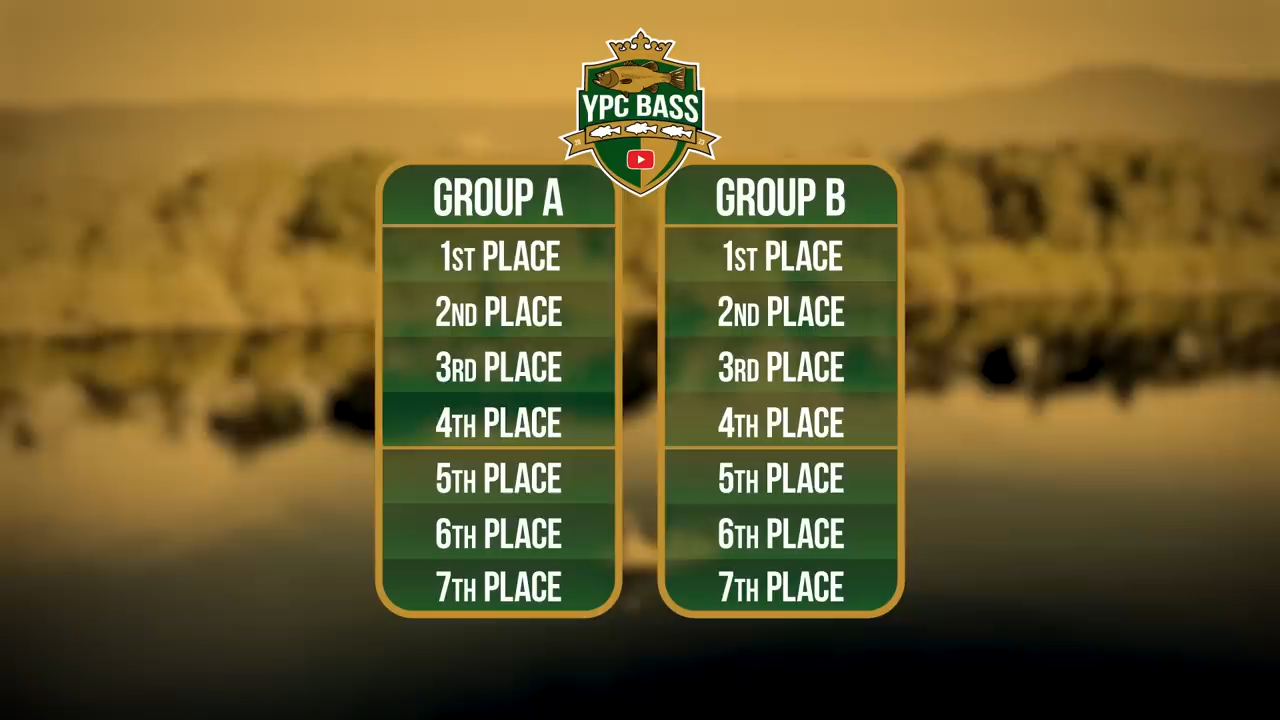 YPC BASS
GROUP A
1ST PLACE
2ND PLACE
3RD PLACE
4TH PLACE
5TH PLACE
6TH PLACE
7TH PLACE
GROUP B
1ST PLACE
2ND PLACE
3RD PLACE
4TH PLACE
5TH PLACE
6TH PLACE
7TH PLACE